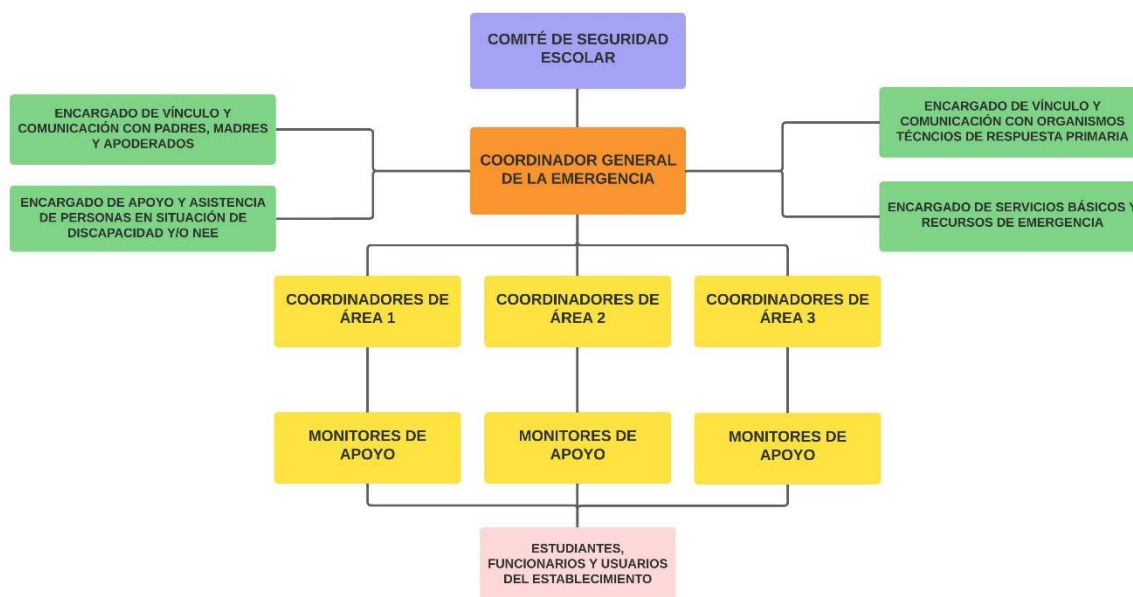 COMITÉ DE SEGURIDAD
ESCOLAR
ENCARGADO DE VÍNCULO Y
COMUNICACIÓN CON PADRES, MADRES
Y APODERADOS
ENCARGADO DE VÍNCULO Y
COMUNICACIÓN CON ORGANISMOS
TÉCNCIOS DE RESPUESTA PRIMARIA
COORDINADOR GENERAL
DE LA EMERGENCIA
ENCARGADO DE APOYO Y ASISTENCIA
DE PERSONAS EN SITUACIÓN DE
DISCAPACIDAD Y/O NEE
ENCARGADO DE SERVICIOS BÁSICOS Y
RECURSOS DE EMERGENCIA
COORDINADORES DE
ÁREA 1
COORDINADORES DE
ÁREA 2
COORDINADORES DE
ÁREA 3
MONITORES DE
APOYO
MONITORES DE
APOYO
MONITORES DE
APOYO
ESTUDIANTES,
FUNCIONARIOS Y USUARIOS
DEL ESTABLECIMIENTO